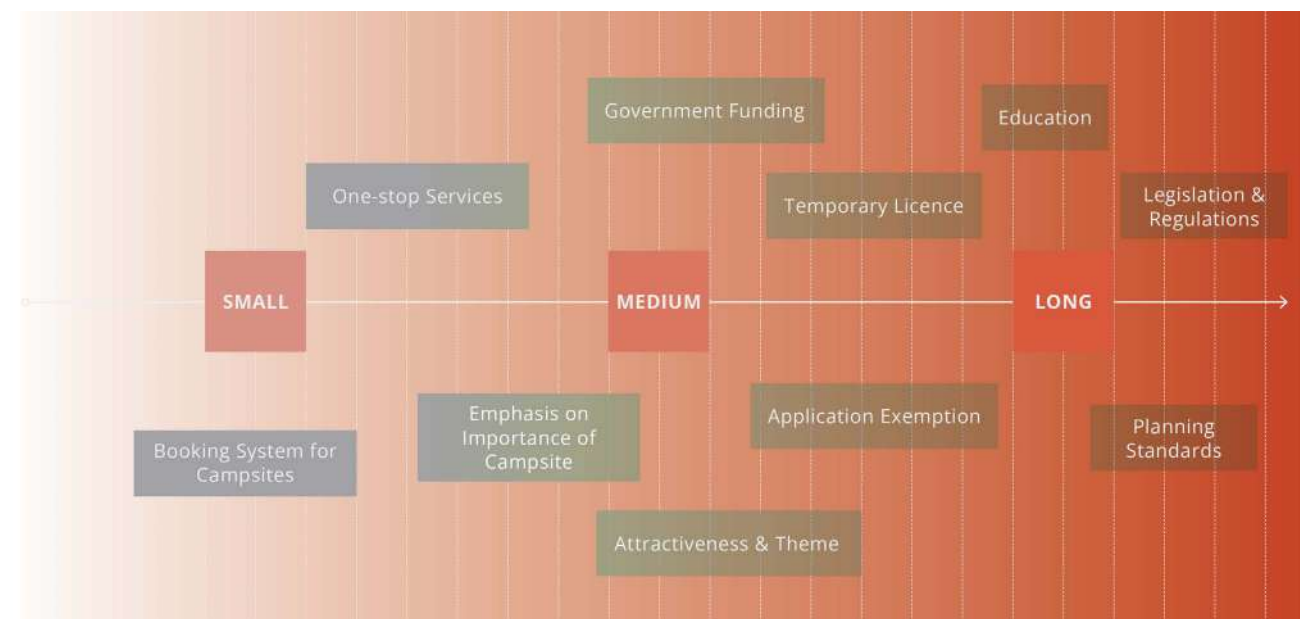 Government Funding
Education
One-stop Services
Temporary Licence
Legislation &
Regulations
SMALL
MEDIUM
LONG
Booking System for
Campsites
Emphasis on
Importance of
Campsite
Application Exemption
Planning
Standards
Attractiveness & Theme